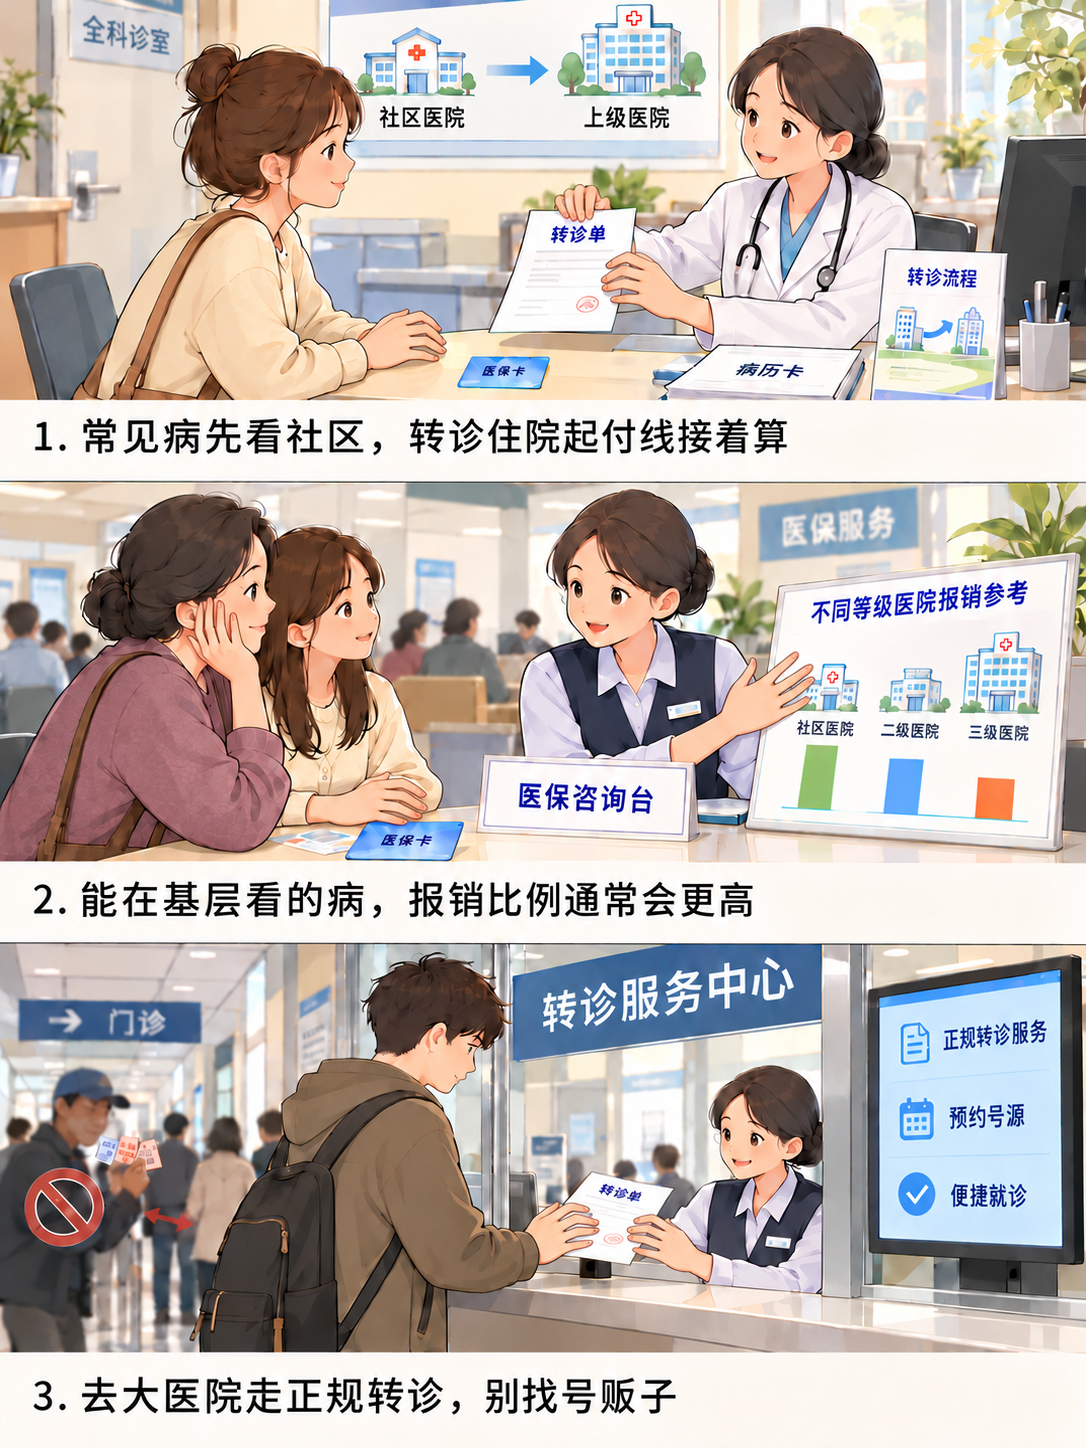 全科诊室
社区医院
上级医院
转诊单
转诊流程
医保卡
病历卡
1. 常见病先看社区，转诊住院起付线接着算
医保服务
不同等级医院报销参考
社区医院
二级医院
三级医院
医保咨询台
医保卡
2. 能在基层看的病，报销比例通常会更高
转诊服务中心
门诊
正规转诊服务
预约号源
便捷就诊
转诊单
3. 去大医院走正规转诊，别找号贩子